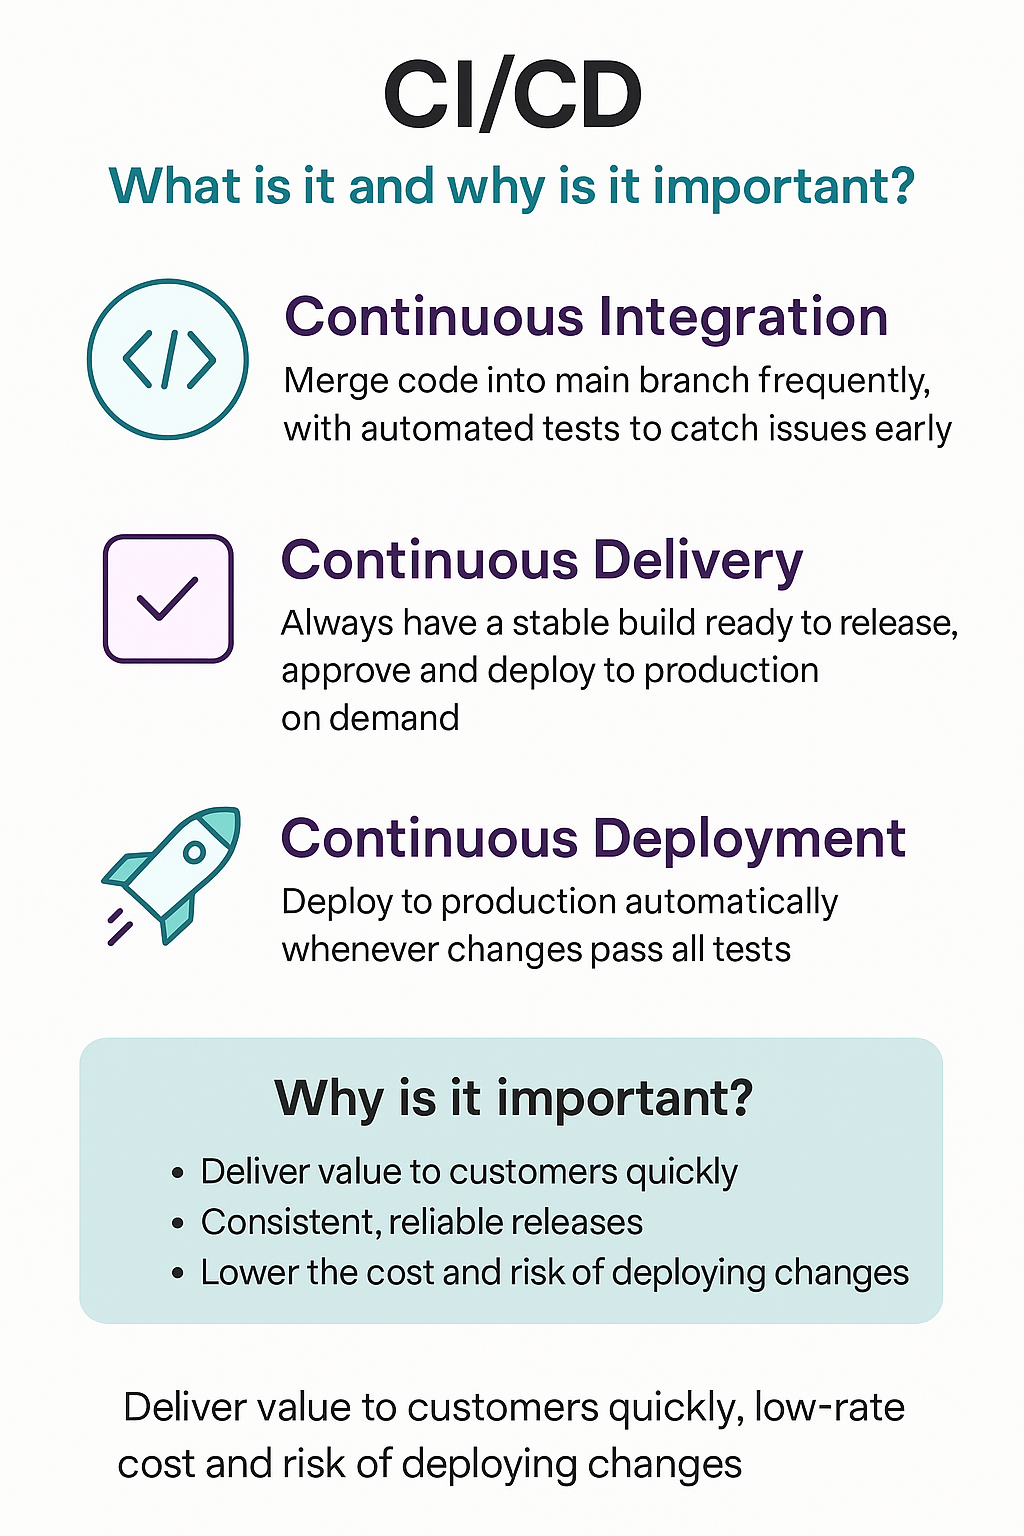 CI/CD
What is it and why is it important?
</>
Continuous Integration
Merge code into main branch frequently,
with automated tests to catch issues early
Continuous Delivery
Always have a stable build ready to release,
approve and deploy to production
on demand
Continuous Deployment
Deploy to production automatically
whenever changes pass all tests
Why is it important?
• Deliver value to customers quickly
• Consistent, reliable releases
• Lower the cost and risk of deploying changes
Deliver value to customers quickly, low-rate
cost and risk of deploying changes